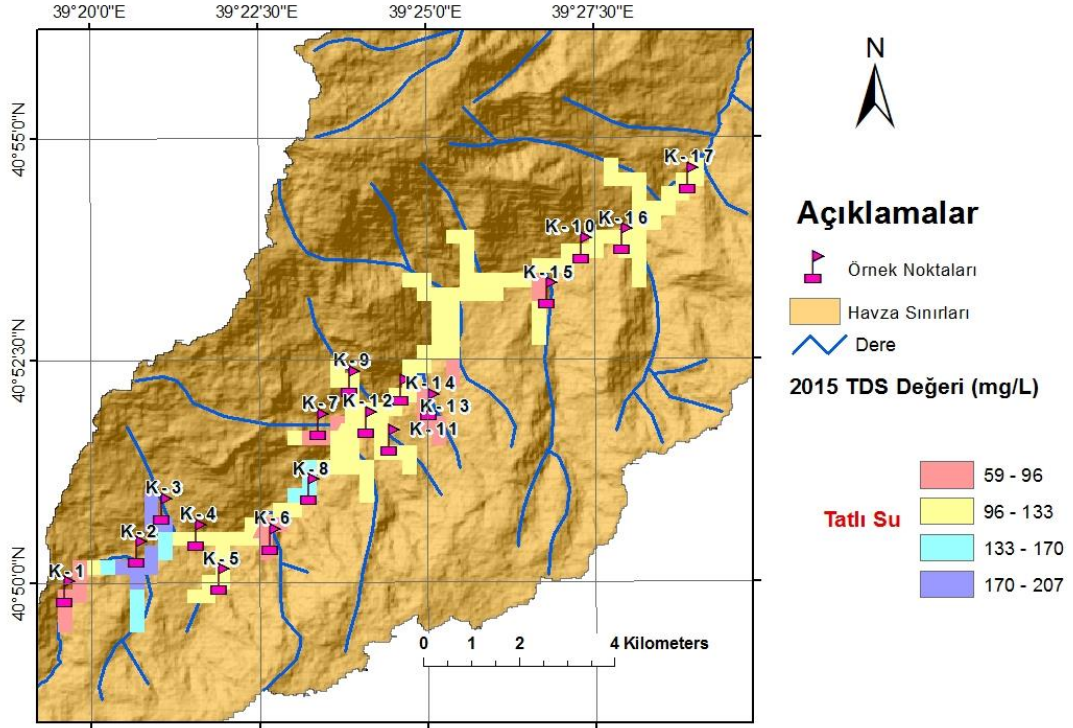 39°20'0"E 39°22'30"E 39°25'0"E 39°27'30"E
40°55'0"N
40°52'30"N
40°50'0"N
K-17
K-16
K-10
K-15
K-9
K-14
K-7
K-12
K-13
K-11
K-8
K-3
K-4
K-6
K-2
K-5
K-1
0 1 2 4 Kilometers
N
Açıklamalar
Örnek Noktaları
Havza Sınırları
Dere
2015 TDS Değeri (mg/L)
Tatlı Su
59 - 96
96 - 133
133 - 170
170 - 207